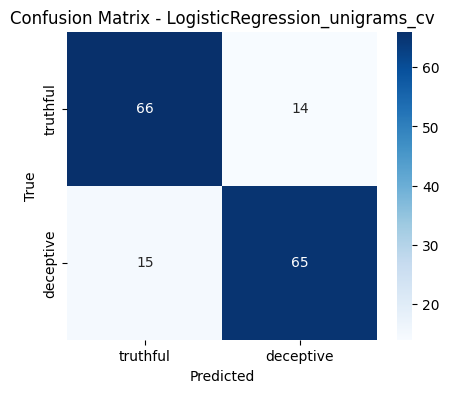 Confusion Matrix - LogisticRegression_unigrams_cv
truthful
66
14
deceptive
15
65
True
truthful
deceptive
Predicted
60
50
40
30
20